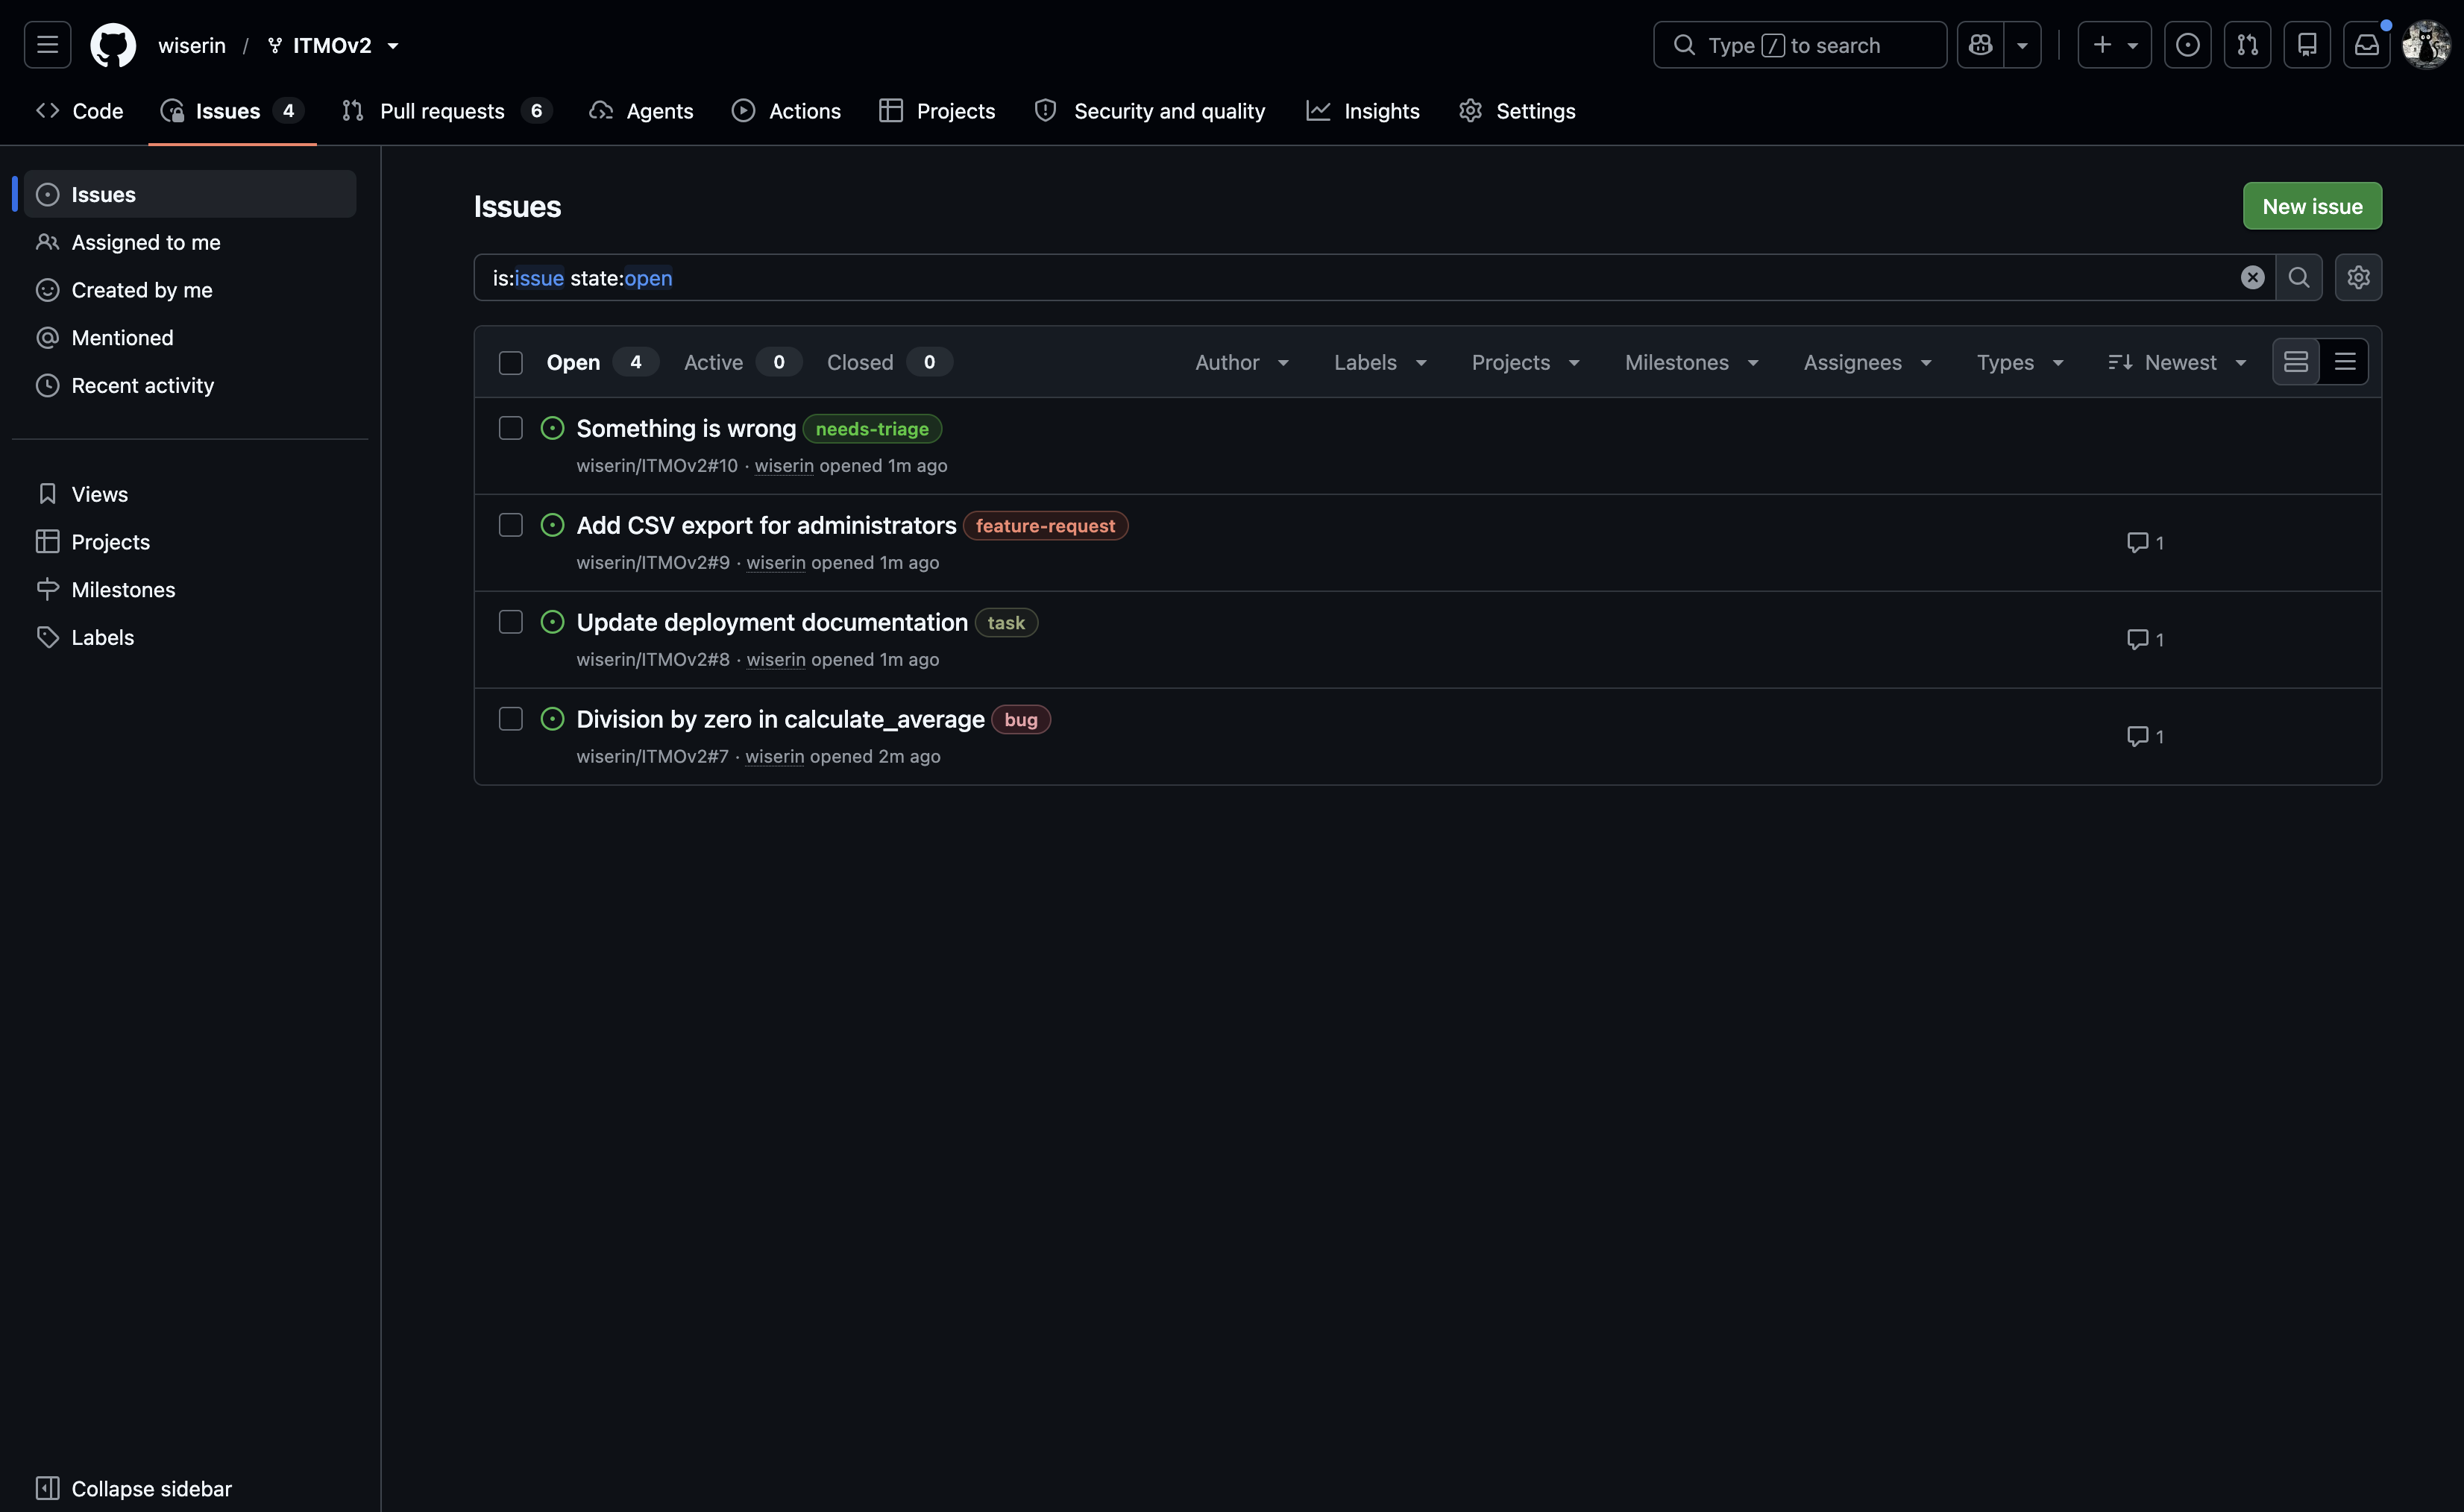 wiserin / ITMOv2
Type / to search
Code
Issues 4
Pull requests 6
Agents
Actions
Projects
Security and quality
Insights
Settings
Issues
Assigned to me
Created by me
Mentioned
Recent activity
Views
Projects
Milestones
Labels
Collapse sidebar
Issues
New issue
is:issue state:open
Open 4 Active 0 Closed 0 Author Labels Projects Milestones Assignees Types Newest
Something is wrong needs-triage
wiserin/ITMOv2#10 · wiserin opened 1m ago
Add CSV export for administrators feature-request
1
wiserin/ITMOv2#9 · wiserin opened 1m ago
Update deployment documentation task
1
wiserin/ITMOv2#8 · wiserin opened 1m ago
Division by zero in calculate_average bug
1
wiserin/ITMOv2#7 · wiserin opened 2m ago